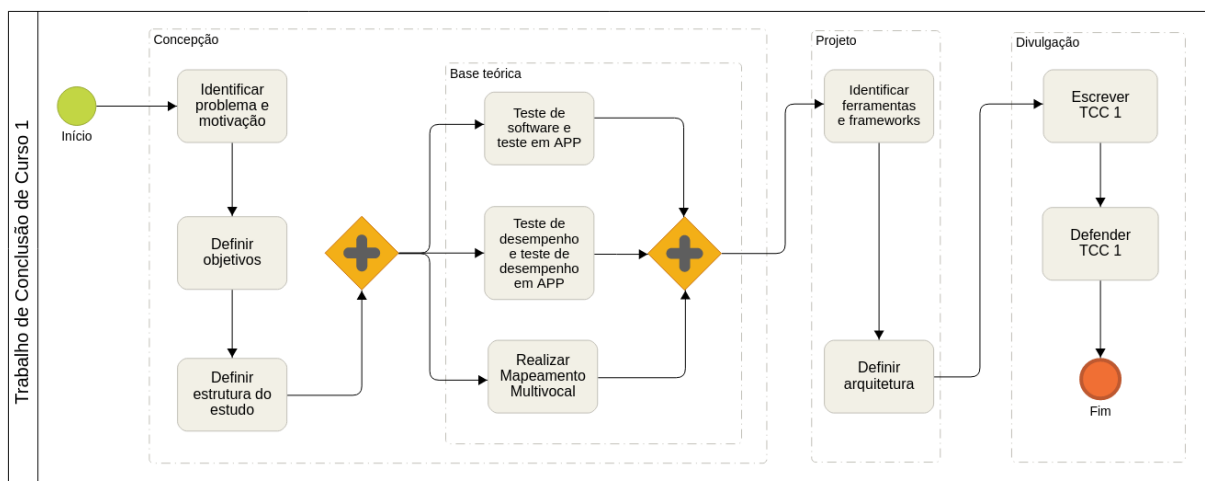 Trabalho de Conclusão de Curso 1
Início
Concepção
Identificar
problema e
motivação
Definir
objetivos
Definir
estrutura do
estudo
Base teórica
Teste de
software e
teste em APP
Teste de
desempenho
e teste de
desempenho
em APP
Realizar
Mapeamento
Multivocal
Projeto
Identificar
ferramentas
e frameworks
Definir
arquitetura
Divulgação
Escrever
TCC 1
Defender
TCC 1
Fim